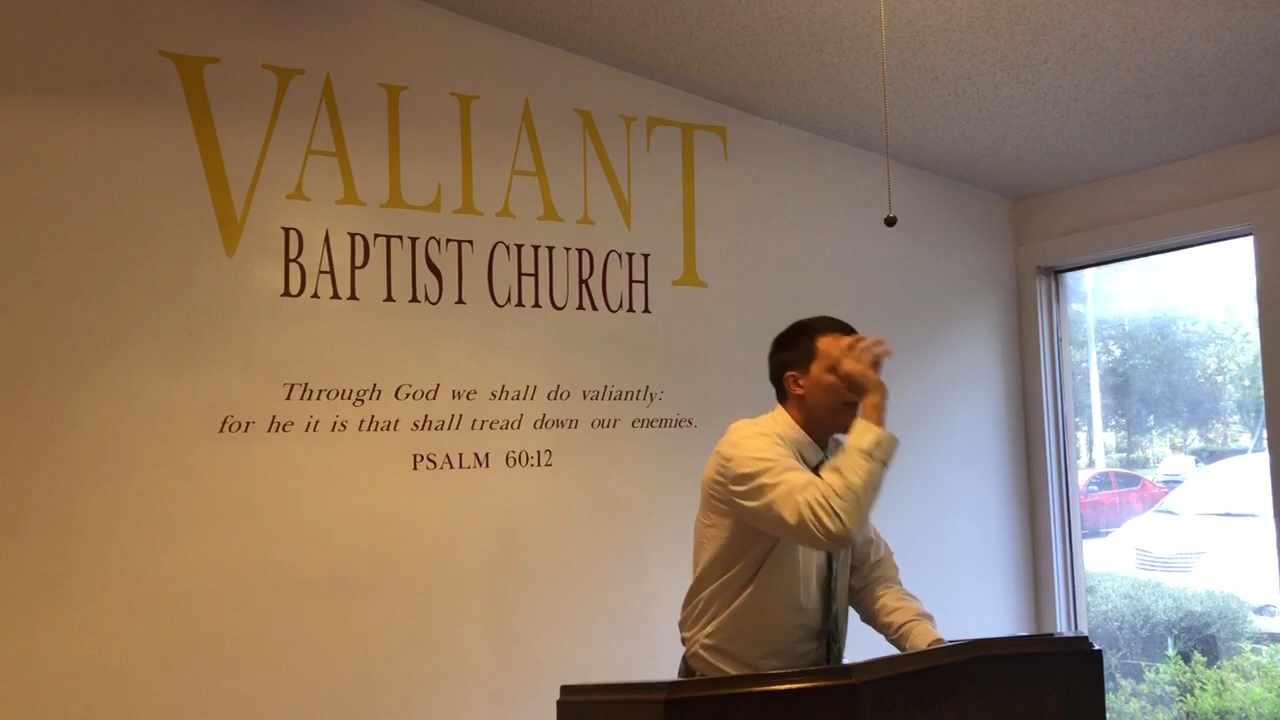 VALIANT
BAPTIST CHURCH
Through God we shall do valiantly:
for he it is that shall tread down our enemies.
PSALM 60:12